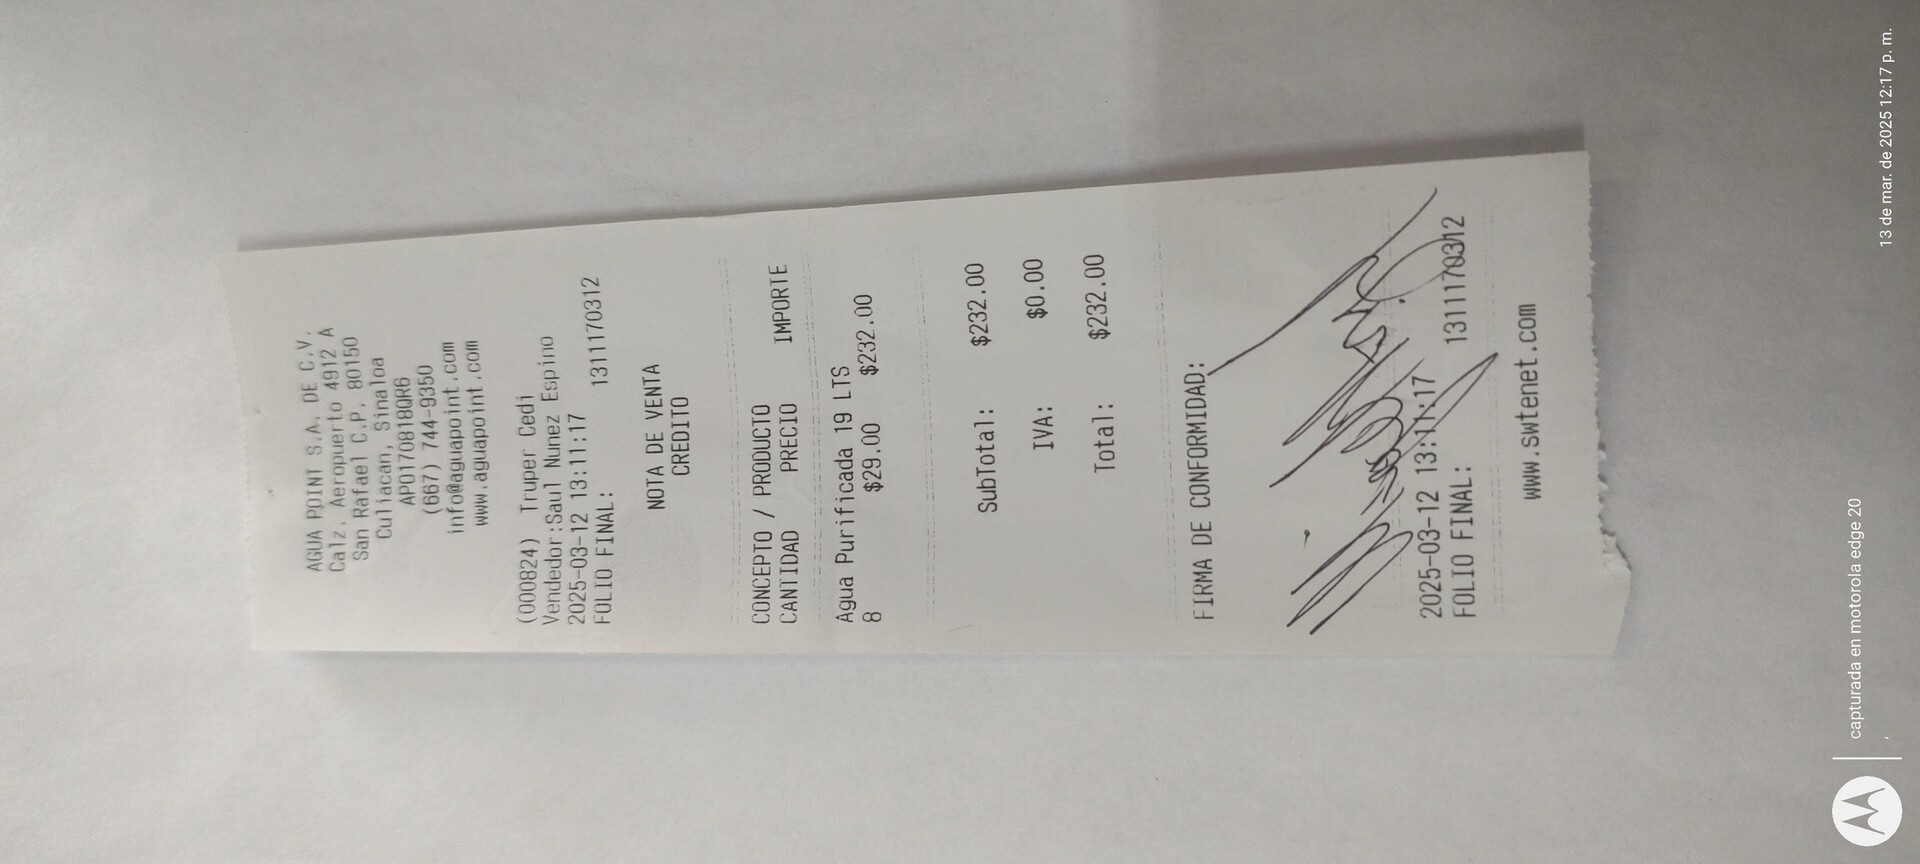 AGUA POINT S.A. DE C.V.
Calz. Aeropuerto 4912 A
San Rafael C.P. 80150
Culiacan, Sinaloa
APO170818QR6
(667) 744-9350
info@aguapoint.com
www.aguapoint.com
(000824) Truper Cedi
Vendedor:Saul Nunez Espino
2025-03-12 13:11:17
FOLIO FINAL: 1311170312
NOTA DE VENTA
CREDITO
CONCEPTO / PRODUCTO
CANTIDAD PRECIO IMPORTE
Agua Purificada 19 LTS
8 $29.00 $232.00
SubTotal: $232.00
IVA: $0.00
Total: $232.00
FIRMA DE CONFORMIDAD:
2025-03-12 13:11:17
FOLIO FINAL: 1311170312
www.swtenet.com
capturada en motorola edge 20
13 de mar. de 2025 12:17 p. m.